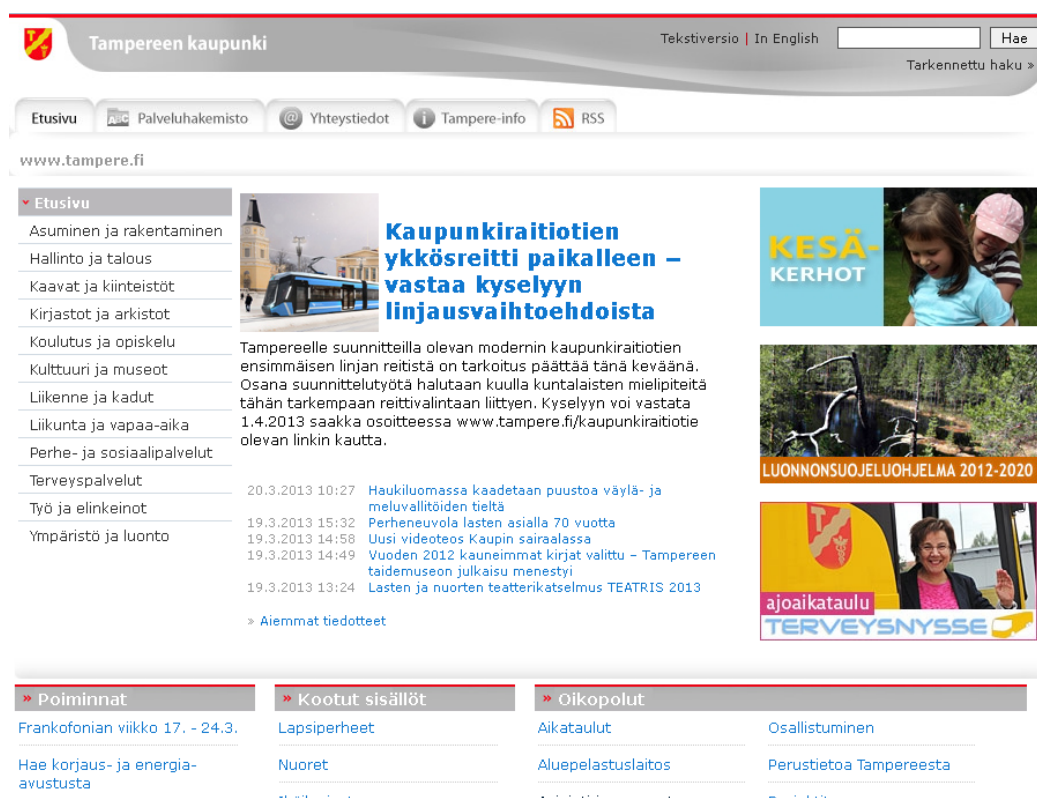 Tampereen kaupunki
Tekstiversio | In English
Hae
Tarkennettu haku »
Etusivu
Palveluhakemisto
Yhteystiedot
Tampere-info
RSS
www.tampere.fi
Etusivu
Asuminen ja rakentaminen
Hallinto ja talous
Kaavat ja kiinteistöt
Kirjastot ja arkistot
Koulutus ja opiskelu
Kulttuuri ja museot
Liikenne ja kadut
Liikunta ja vapaa-aika
Perhe- ja sosiaalipalvelut
Terveyspalvelut
Työ ja elinkeinot
Ympäristö ja luonto
Kaupunkiraitiotien
ykkösreitti paikalleen –
vastaa kyselyyn
linjausvaihtoehdoista
Tampereelle suunnitteilla olevan modernin kaupunkiraitiotien
ensimmäisen linjan reitistä on tarkoitus päättää tänä keväänä.
Osana suunnittelutyötä halutaan kuulla kuntalaisten mielipiteitä
tähän tarkempaan reittivalintaan liittyen. Kyselyyn voi vastata
1.4.2013 saakka osoitteessa www.tampere.fi/kaupunkiraitiotie
olevan linkin kautta.
20.3.2013 10:27 Haukiluomassa kaadetaan puustoa väylä- ja
meluvallitöiden tieltä
19.3.2013 15:32 Perheneuvola lasten asialla 70 vuotta
19.3.2013 14:58 Uusi videoteos Kaupin sairaalassa
19.3.2013 14:49 Vuoden 2012 kauneimmat kirjat valittu – Tampereen
taidemuseon julkaisu menestyi
19.3.2013 13:24 Lasten ja nuorten teatterikatselmus TEATRIS 2013
» Aiemmat tiedotteet
KESÄ-
KERHOT
LUONNONSUOJELUOHJELMA 2012-2020
ajoaikataulu
TERVEYSNYSSE
» Poiminnat
Frankofonian viikko 17. - 24.3.
Hae korjaus- ja energia-
avustusta
» Kootut sisällöt
Lapsiperheet
Nuoret
» Oikopolut
Aikataulut
Aluepelastuslaitos
Osallistuminen
Perustietoa Tampereesta